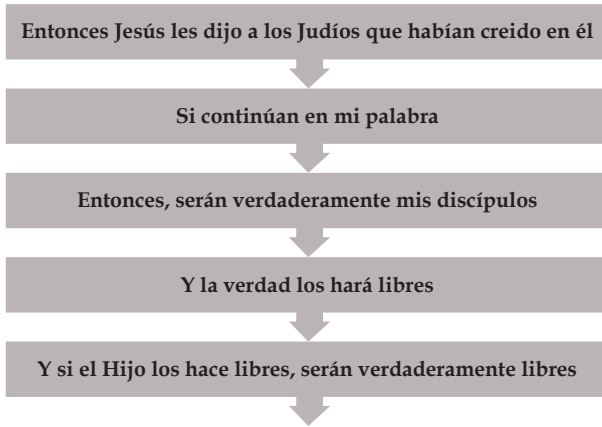 Entonces Jesús les dijo a los Judíos que habían creido en él
Si continúan en mi palabra
Entonces, serán verdaderamente mis discípulos
Y la verdad los hará libres
Y si el Hijo los hace libres, serán verdaderamente libres